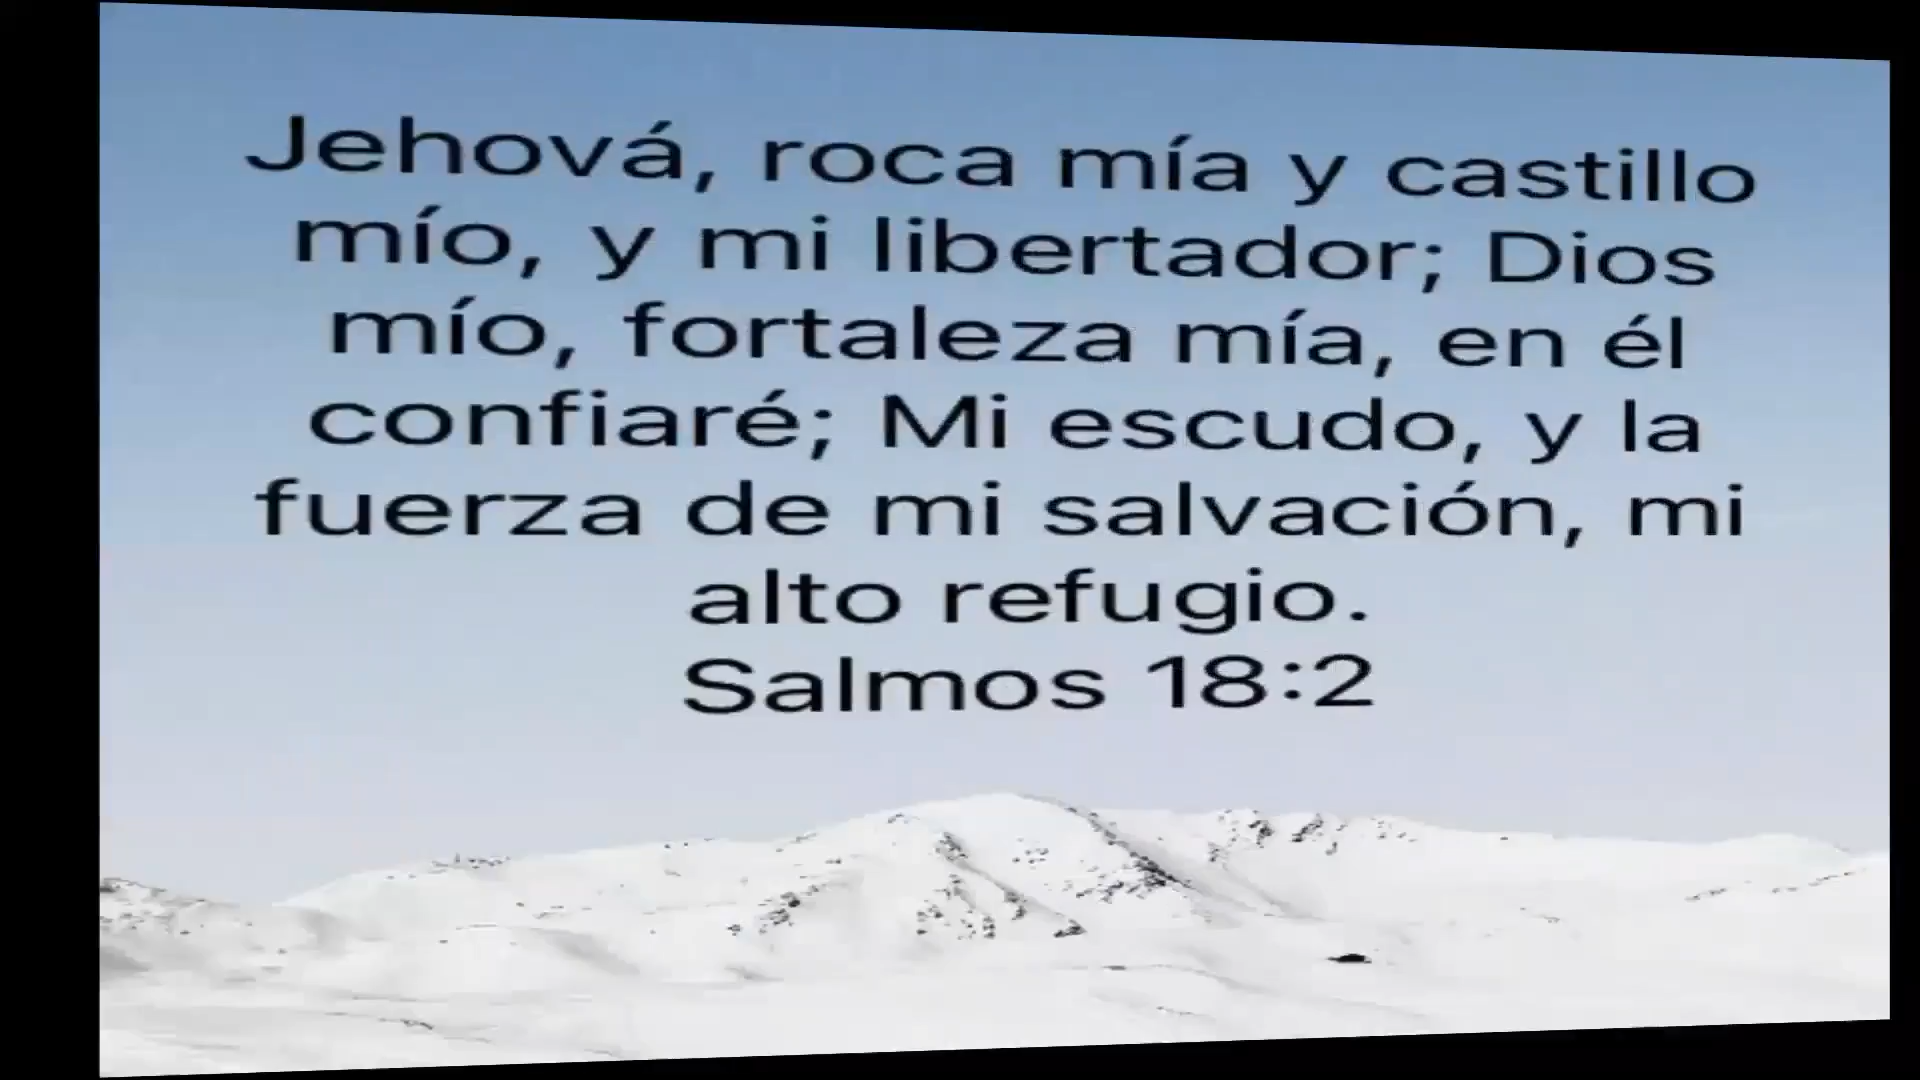 Jehová, roca mía y castillo
mío, y mi libertador; Dios
mío, fortaleza mía, en él
confiaré; Mi escudo, y la
fuerza de mi salvación, mi
alto refugio.
Salmos 18:2